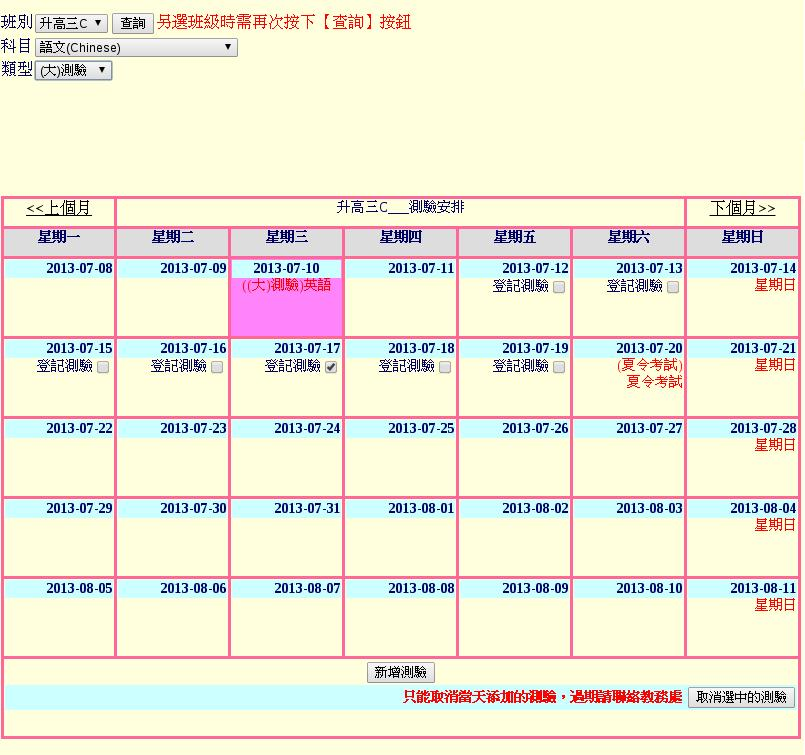 班別 升高三C 查詢 另選班級時需再次按下【查詢】按鈕
科目 語文(Chinese)
類型 (大)測驗
<<上個月 升高三C___測驗安排 下個月>>
星期一 星期二 星期三 星期四 星期五 星期六 星期日
2013-07-08 2013-07-09 2013-07-10 2013-07-11 2013-07-12 2013-07-13 2013-07-14
((大)測驗)英語 登記測驗 登記測驗 星期日
2013-07-15 2013-07-16 2013-07-17 2013-07-18 2013-07-19 2013-07-20 2013-07-21
登記測驗 登記測驗 登記測驗 登記測驗 登記測驗 (夏令考試) 星期日
夏令考試
2013-07-22 2013-07-23 2013-07-24 2013-07-25 2013-07-26 2013-07-27 2013-07-28
星期日
2013-07-29 2013-07-30 2013-07-31 2013-08-01 2013-08-02 2013-08-03 2013-08-04
星期日
2013-08-05 2013-08-06 2013-08-07 2013-08-08 2013-08-09 2013-08-10 2013-08-11
星期日
新增測驗
只能取消當天添加的測驗，過期請聯絡教務處 取消選中的測驗